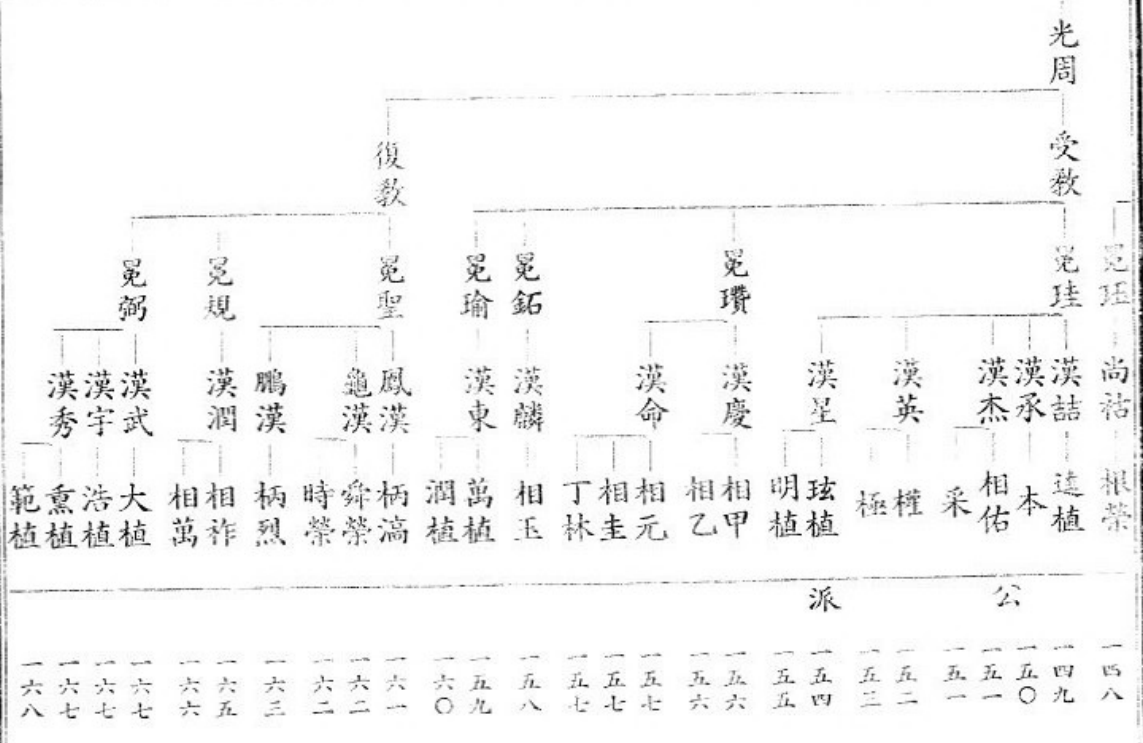 光周
受敎
復敎
冕珪
冕瓚
冕鉐
冕瑜
冕聖
冕規
冕弼
漢喆
漢承
漢杰
漢英
漢星
漢慶
漢命
漢麟
漢東
鳳漢
龜漢
鵬漢
漢潤
漢武
漢宇
漢秀
根榮
遠植
本
相佑
采
權
極
玹植
明植
相甲
相乙
相元
相圭
丁林
相玉
萬植
潤植
柄滈
舜榮
時榮
柄烈
相祚
相萬
大植
浩植
熏植
範植
公派
一四八
一四九
一五〇
一五一
一五一
一五二
一五三
一五四
一五五
一五六
一五六
一五七
一五七
一五七
一五八
一五九
一六〇
一六一
一六二
一六二
一六三
一六五
一六六
一六七
一六七
一六七
一六八